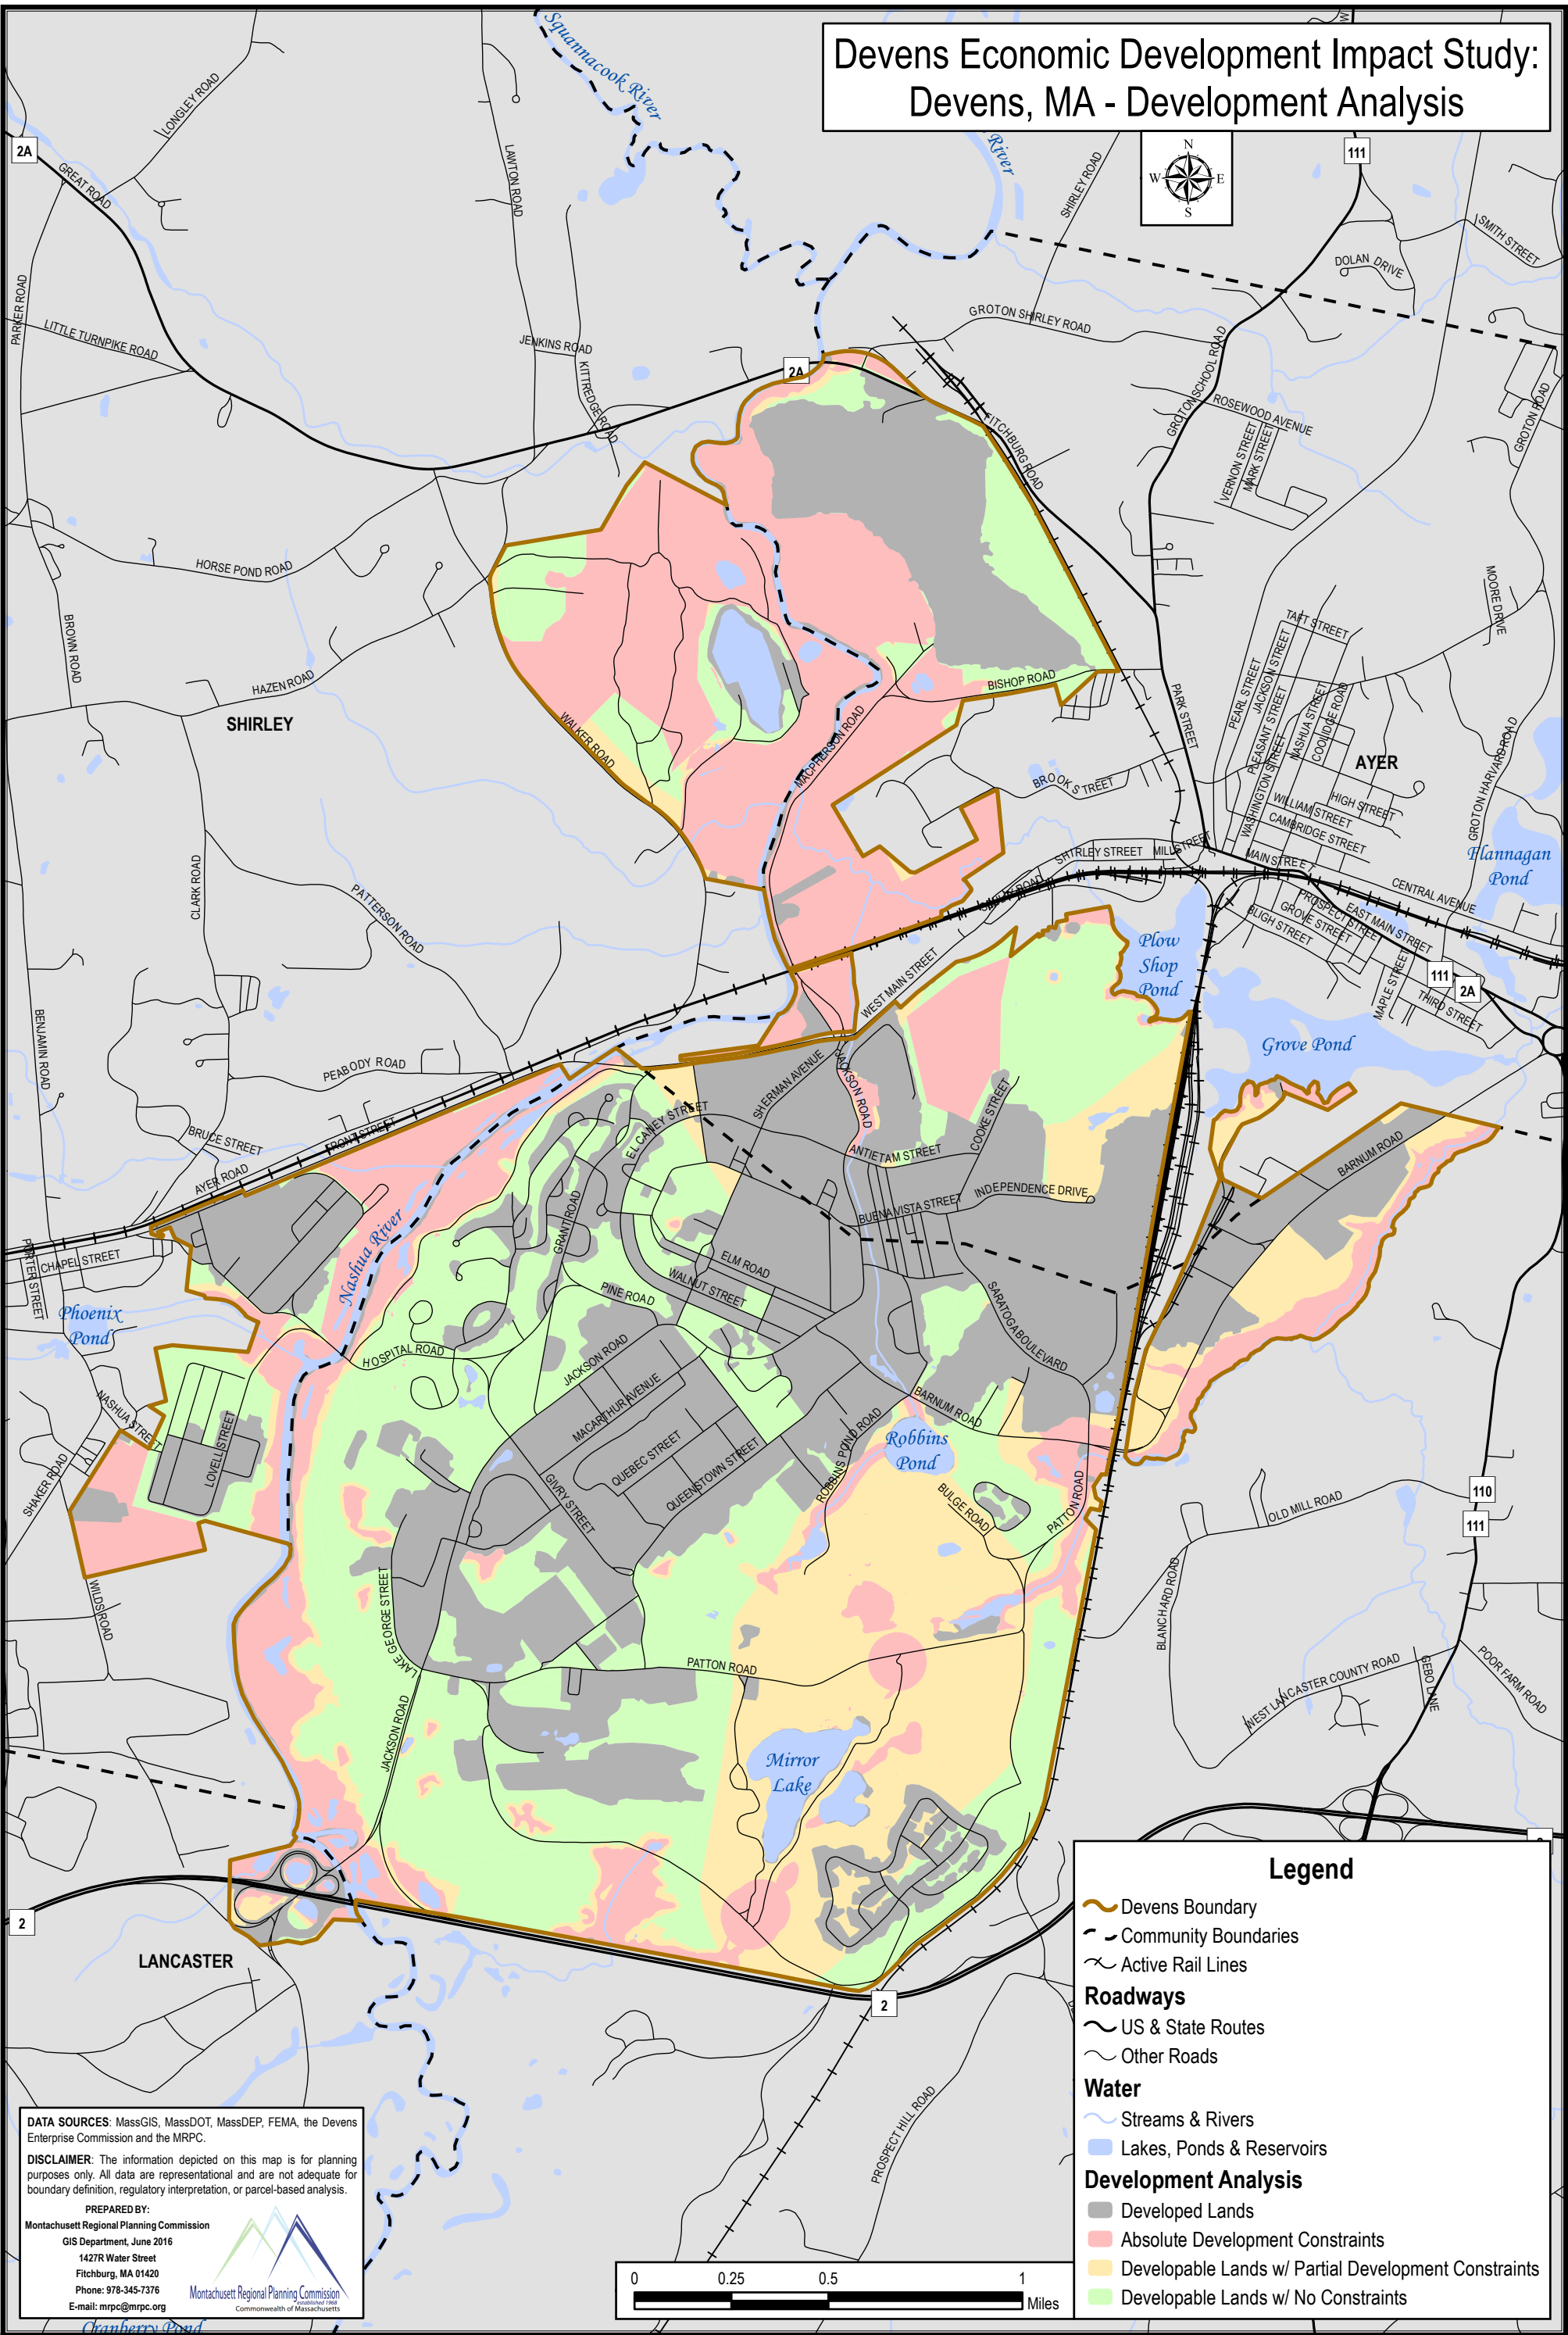 Devens Economic Development Impact Study:
Devens, MA - Development Analysis
Squannacook River
River
N
W
E
S
2A
111
LONGLEY ROAD
GREAT ROAD
LAWTON ROAD
SHIRLEY ROAD
SMITH STREET
DOLAN DRIVE
PARKER ROAD
LITTLE TURNPIKE ROAD
JENKINS ROAD
KITTREDGE ROAD
2A
GROTON SHIRLEY ROAD
GROTON SCHOOL ROAD
ROSEWOOD AVENUE
VERNON STREET
MARK STREET
GROTON ROAD
FITCHBURG ROAD
HORSE POND ROAD
BROWN ROAD
HAZEN ROAD
SHIRLEY
WALKER ROAD
MACPHERSON ROAD
BISHOP ROAD
PARK STREET
MOORE DRIVE
TAFT STREET
PEARL STREET
JACKSON STREET
PLEASANT STREET
NASHUA STREET
COOLIDGE ROAD
WASHINGTON STREET
AYER
GROTON HARVARD ROAD
BROOK STREET
WILLIAM STREET
HIGH STREET
CAMBRIDGE STREET
SHIRLEY STREET
MILL STREET
MAIN STREET
Flannagan
Pond
CENTRAL AVENUE
EAST MAIN STREET
PROSPECT STREET
GROVE STREET
BLIGH STREET
MAPLE STREET
THIRD STREET
111
2A
CLARK ROAD
PATTERSON ROAD
WEST MAIN STREET
Plow
Shop
Pond
Grove Pond
BENJAMIN ROAD
PEABODY ROAD
BRUCE STREET
FRONT STREET
AYER ROAD
SHERMAN AVENUE
JACKSON ROAD
EL CANEY STREET
COOKE STREET
ANTIETAM STREET
INDEPENDENCE DRIVE
BUENA VISTA STREET
BARNUM ROAD
Nashua River
GRANT ROAD
ELM ROAD
WALNUT STREET
PINE ROAD
SARATOGA BOULEVARD
PORTER STREET
CHAPEL STREET
Phoenix
Pond
HOSPITAL ROAD
JACKSON ROAD
MACARTHUR AVENUE
QUEBEC STREET
QUEENSTOWN STREET
GIVRY STREET
ROBBINS POND ROAD
BARNUM ROAD
Robbins
Pond
BULGE ROAD
PATTON ROAD
NASHUA STREET
LOVELL STREET
SHAKER ROAD
WILDS ROAD
LAKE GEORGE STREET
OLD MILL ROAD
110
111
BLANCHARD ROAD
PATTON ROAD
JACKSON ROAD
Mirror
Lake
WEST LANCASTER COUNTY ROAD
GEBO LANE
POOR FARM ROAD
2
LANCASTER
2
PROSPECT HILL ROAD
Legend
Devens Boundary
Community Boundaries
Active Rail Lines
Roadways
US & State Routes
Other Roads
Water
Streams & Rivers
Lakes, Ponds & Reservoirs
Development Analysis
Developed Lands
Absolute Development Constraints
Developable Lands w/ Partial Development Constraints
Developable Lands w/ No Constraints
0 0.25 0.5 1
Miles
DATA SOURCES: MassGIS, MassDOT, MassDEP, FEMA, the Devens
Enterprise Commission and the MRPC.
DISCLAIMER: The information depicted on this map is for planning
purposes only. All data are representational and are not adequate for
boundary definition, regulatory interpretation, or parcel-based analysis.
PREPARED BY:
Montachusett Regional Planning Commission
GIS Department, June 2016
1427R Water Street
Fitchburg, MA 01420
Phone: 978-345-7376
E-mail: mrpc@mrpc.org
Montachusett Regional Planning Commission
established 1968
Commonwealth of Massachusetts
Cranberry Pond